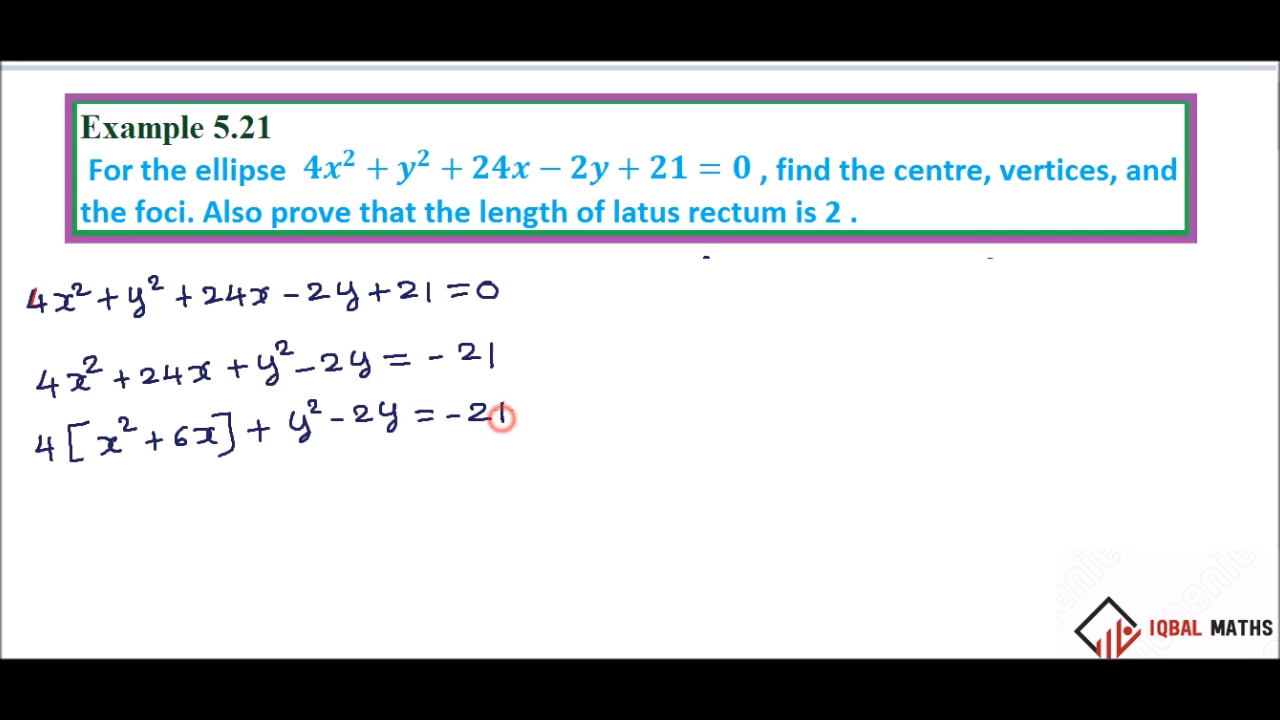 Example 5.21
For the ellipse 4x² + y² + 24x − 2y + 21 = 0 , find the centre, vertices, and
the foci. Also prove that the length of latus rectum is 2 .
4x² + y² + 24x - 2y + 21 = 0
4x² + 24x + y² - 2y = - 21
4[x² + 6x] + y² - 2y = - 21
IQBAL MATHS